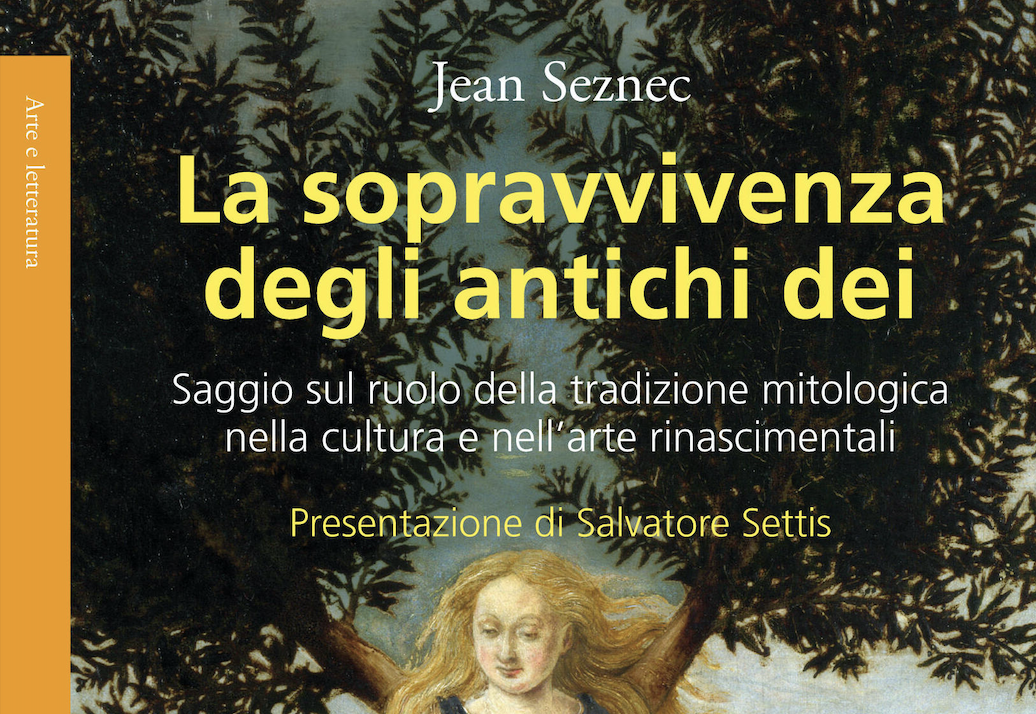 Arte e letteratura
Jean Seznec
La sopravvivenza
degli antichi dei
Saggio sul ruolo della tradizione mitologica
nella cultura e nell'arte rinascimentali
Presentazione di Salvatore Settis